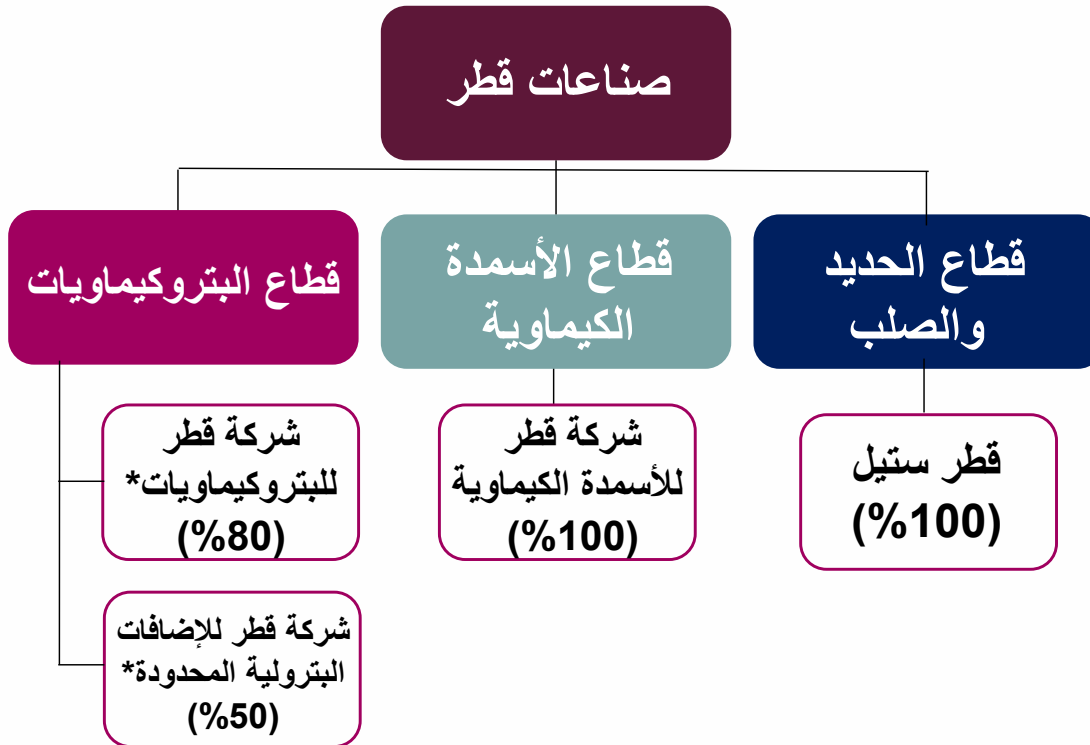 صناعات قطر
قطاع الحديد
والصلب
قطاع الأسمدة
الكيماوية
قطاع البتروكيماويات
قطر ستيل
(100%)
شركة قطر
للأسمدة الكيماوية
(100%)
شركة قطر
للبتروكيماويات*
(80%)
شركة قطر للإضافات
البترولية المحدودة*
(50%)